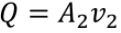 Q = A₂v₂